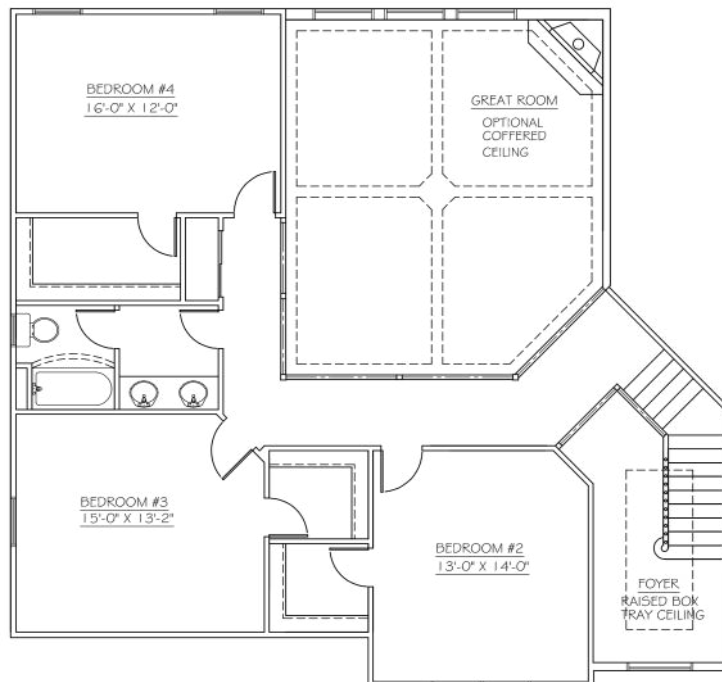 BEDROOM #4
16'-0" X 12'-0"
GREAT ROOM
OPTIONAL
COFFERED
CEILING
BEDROOM #3
15'-0" X 13'-2"
BEDROOM #2
13'-0" X 14'-0"
FOYER
RAISED BOX
TRAY CEILING